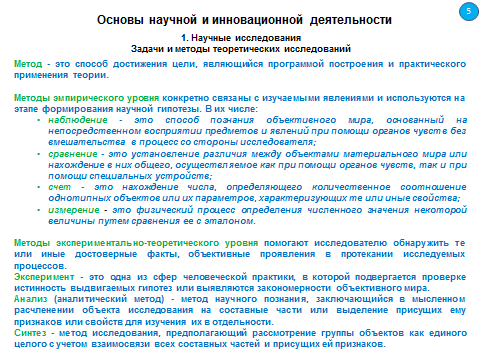 5
Основы научной и инновационной деятельности
1. Научные исследования
Задачи и методы теоретических исследований
Метод - это способ достижения цели, являющийся программой построения и практического
применения теории.
Методы эмпирического уровня конкретно связаны с изучаемыми явлениями и используются на
этапе формирования научной гипотезы. В их числе:
• наблюдение - это способ познания объективного мира, основанный на
непосредственном восприятии предметов и явлений при помощи органов чувств без
вмешательства в процесс со стороны исследователя;
• сравнение - это установление различия между объектами материального мира или
нахождение в них общего, осуществляемое как при помощи органов чувств, так и при
помощи специальных устройств;
• счет - это нахождение числа, определяющего количественное соотношение
однотипных объектов или их параметров, характеризующих те или иные свойства;
• измерение - это физический процесс определения численного значения некоторой
величины путем сравнения ее с эталоном.
Методы экспериментально-теоретического уровня помогают исследователю обнаружить те
или иные достоверные факты, объективные проявления в протекании исследуемых
процессов.
Эксперимент - это одна из сфер человеческой практики, в которой подвергается проверке
истинность выдвигаемых гипотез или выявляются закономерности объективного мира.
Анализ (аналитический метод) - метод научного познания, заключающийся в мысленном
расчленении объекта исследования на составные части или выделение присущих ему
признаков или свойств для изучения их в отдельности.
Синтез - метод исследования, предполагающий рассмотрение группы объектов как единого
целого с учетом взаимосвязи всех составных частей и присущих ей признаков.